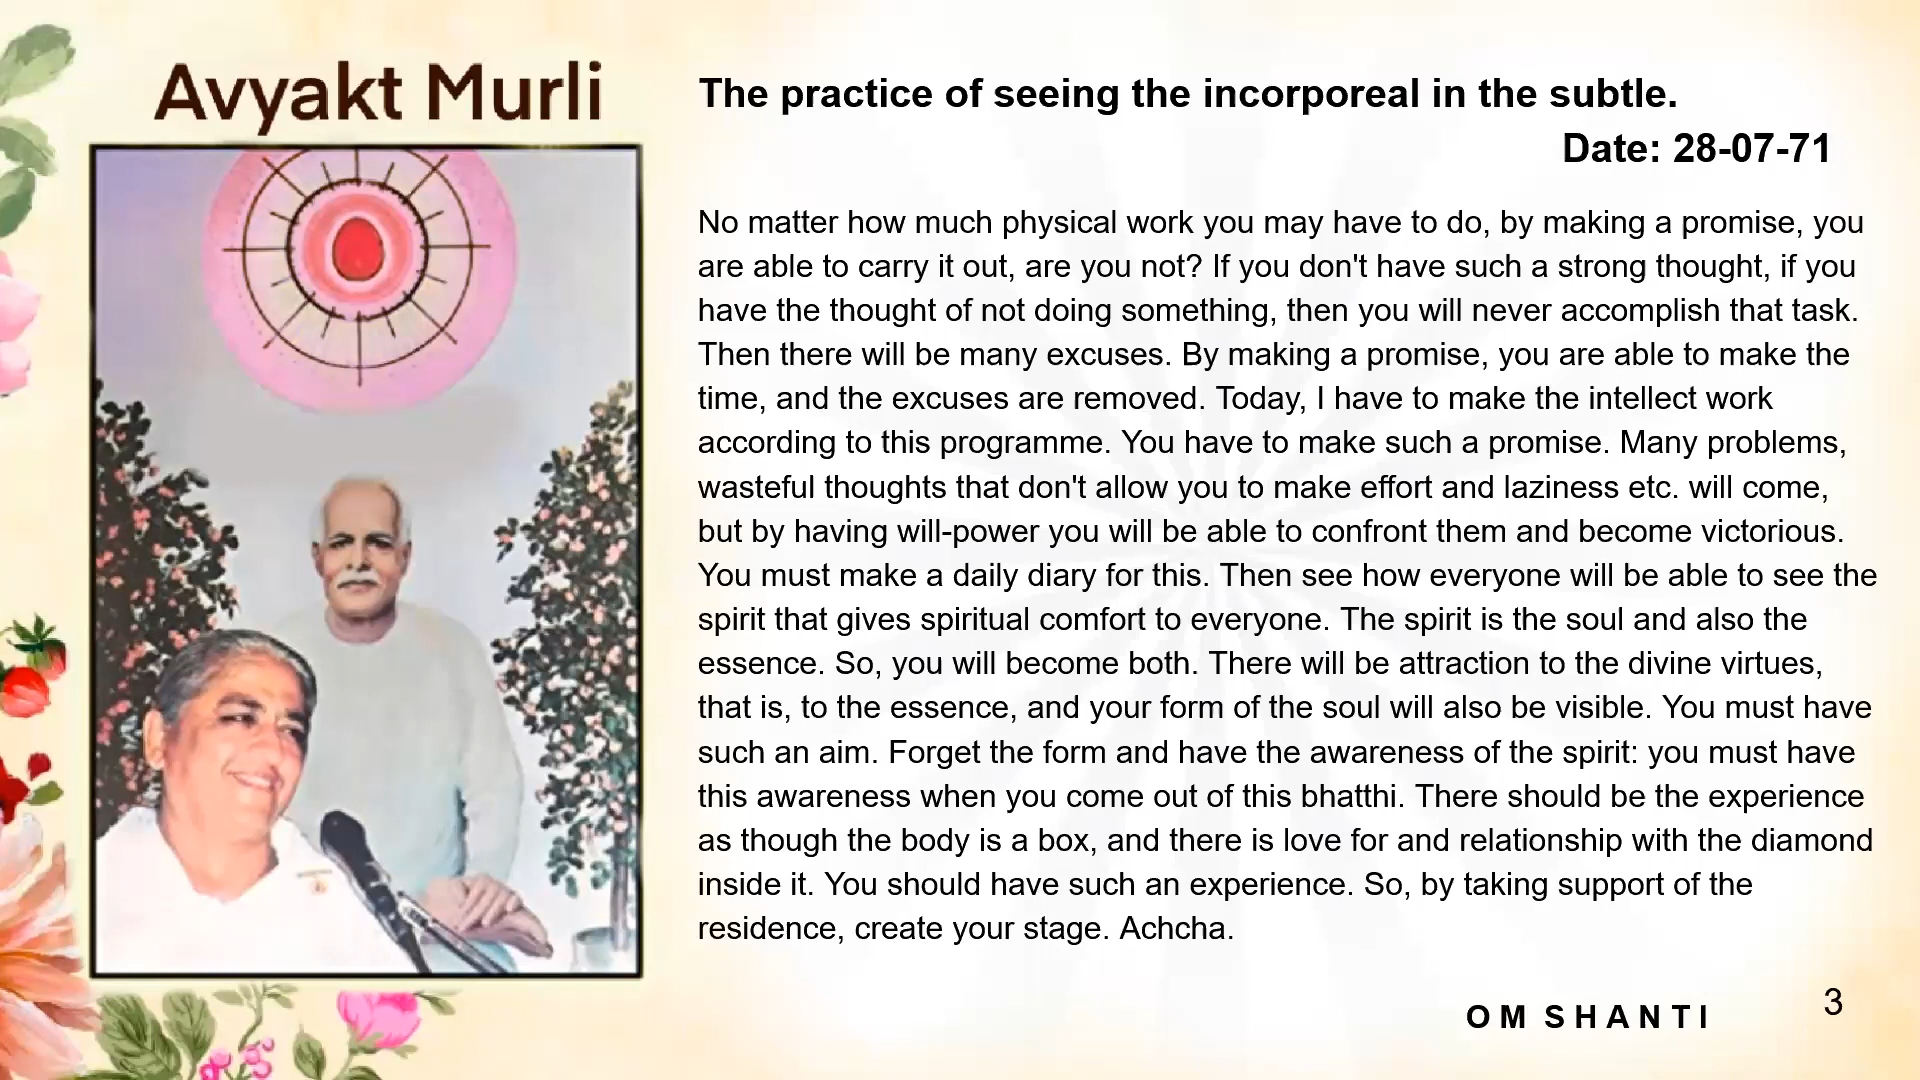 Avyakt Murli
The practice of seeing the incorporeal in the subtle.
Date: 28-07-71
No matter how much physical work you may have to do, by making a promise, you
are able to carry it out, are you not? If you don't have such a strong thought, if you
have the thought of not doing something, then you will never accomplish that task.
Then there will be many excuses. By making a promise, you are able to make the
time, and the excuses are removed. Today, I have to make the intellect work
according to this programme. You have to make such a promise. Many problems,
wasteful thoughts that don't allow you to make effort and laziness etc. will come,
but by having will-power you will be able to confront them and become victorious.
You must make a daily diary for this. Then see how everyone will be able to see the
spirit that gives spiritual comfort to everyone. The spirit is the soul and also the
essence. So, you will become both. There will be attraction to the divine virtues,
that is, to the essence, and your form of the soul will also be visible. You must have
such an aim. Forget the form and have the awareness of the spirit: you must have
this awareness when you come out of this bhatthi. There should be the experience
as though the body is a box, and there is love for and relationship with the diamond
inside it. You should have such an experience. So, by taking support of the
residence, create your stage. Achcha.
OM SHANTI
3